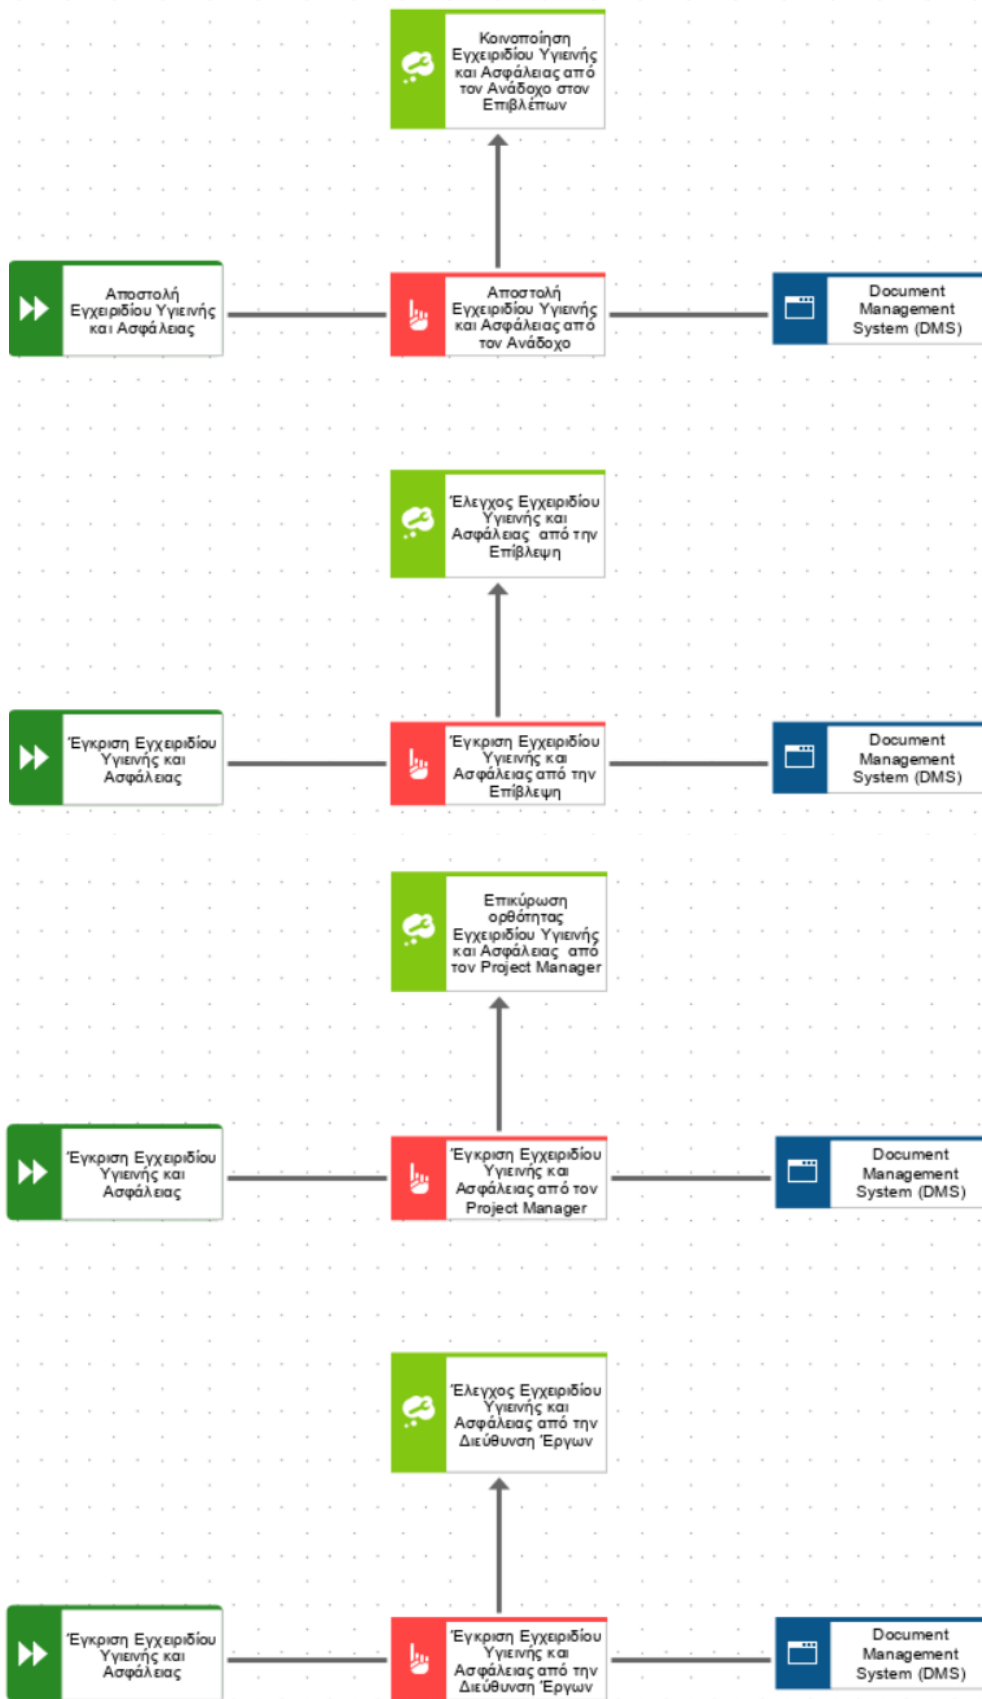 Κοινοποίηση
Εγχειριδίου Υγιεινής
και Ασφάλειας από
τον Ανάδοχο στον
Επιβλέπων
Αποστολή
Εγχειριδίου Υγιεινής
και Ασφάλειας
Αποστολή
Εγχειριδίου Υγιεινής
και Ασφάλειας από
τον Ανάδοχο
Document
Management
System (DMS)
Έλεγχος Εγχειριδίου
Υγιεινής και
Ασφάλειας από την
Επίβλεψη
Έγκριση Εγχειριδίου
Υγιεινής και
Ασφάλειας
Έγκριση Εγχειριδίου
Υγιεινής και
Ασφάλειας από την
Επίβλεψη
Document
Management
System (DMS)
Επικύρωση
ορθότητας
Εγχειριδίου Υγιεινής
και Ασφάλειας από
τον Project Manager
Έγκριση Εγχειριδίου
Υγιεινής και
Ασφάλειας
Έγκριση Εγχειριδίου
Υγιεινής και
Ασφάλειας από τον
Project Manager
Document
Management
System (DMS)
Έλεγχος Εγχειριδίου
Υγιεινής και
Ασφάλειας από την
Διεύθυνση Έργων
Έγκριση Εγχειριδίου
Υγιεινής και
Ασφάλειας
Έγκριση Εγχειριδίου
Υγιεινής και
Ασφάλειας από την
Διεύθυνση Έργων
Document
Management
System (DMS)